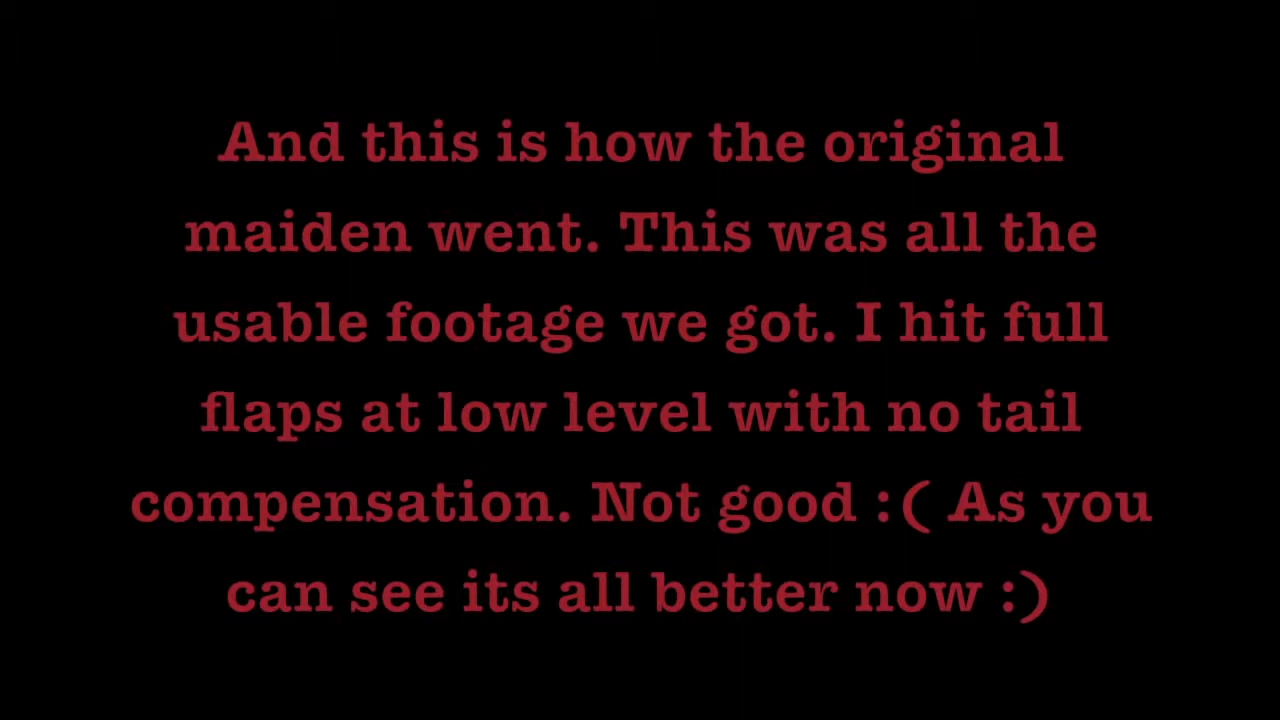 And this is how the original
maiden went. This was all the
usable footage we got. I hit full
flaps at low level with no tail
compensation. Not good :( As you
can see its all better now :)